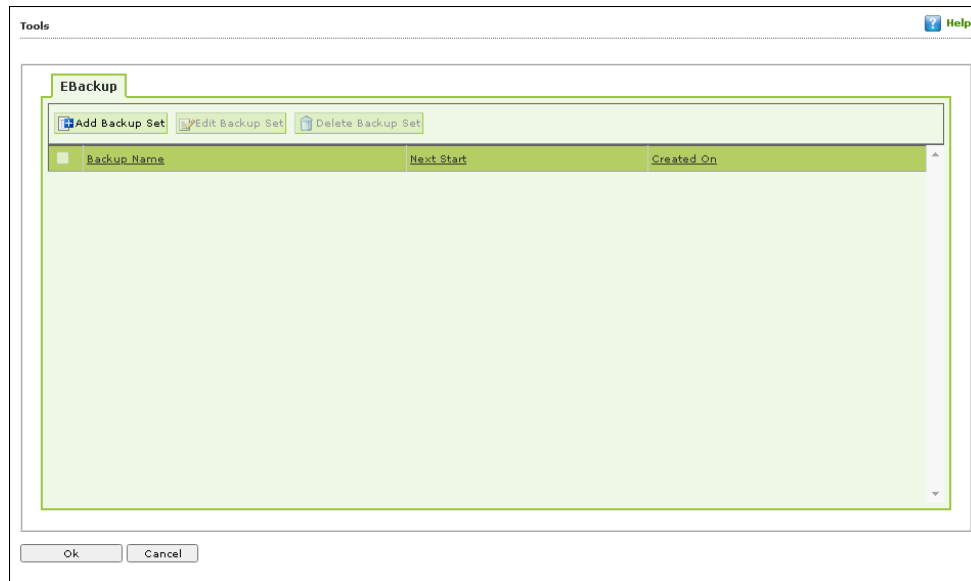 Tools ? Help
EBackup
Add Backup Set Edit Backup Set Delete Backup Set
Backup Name Next Start Created On
Ok Cancel